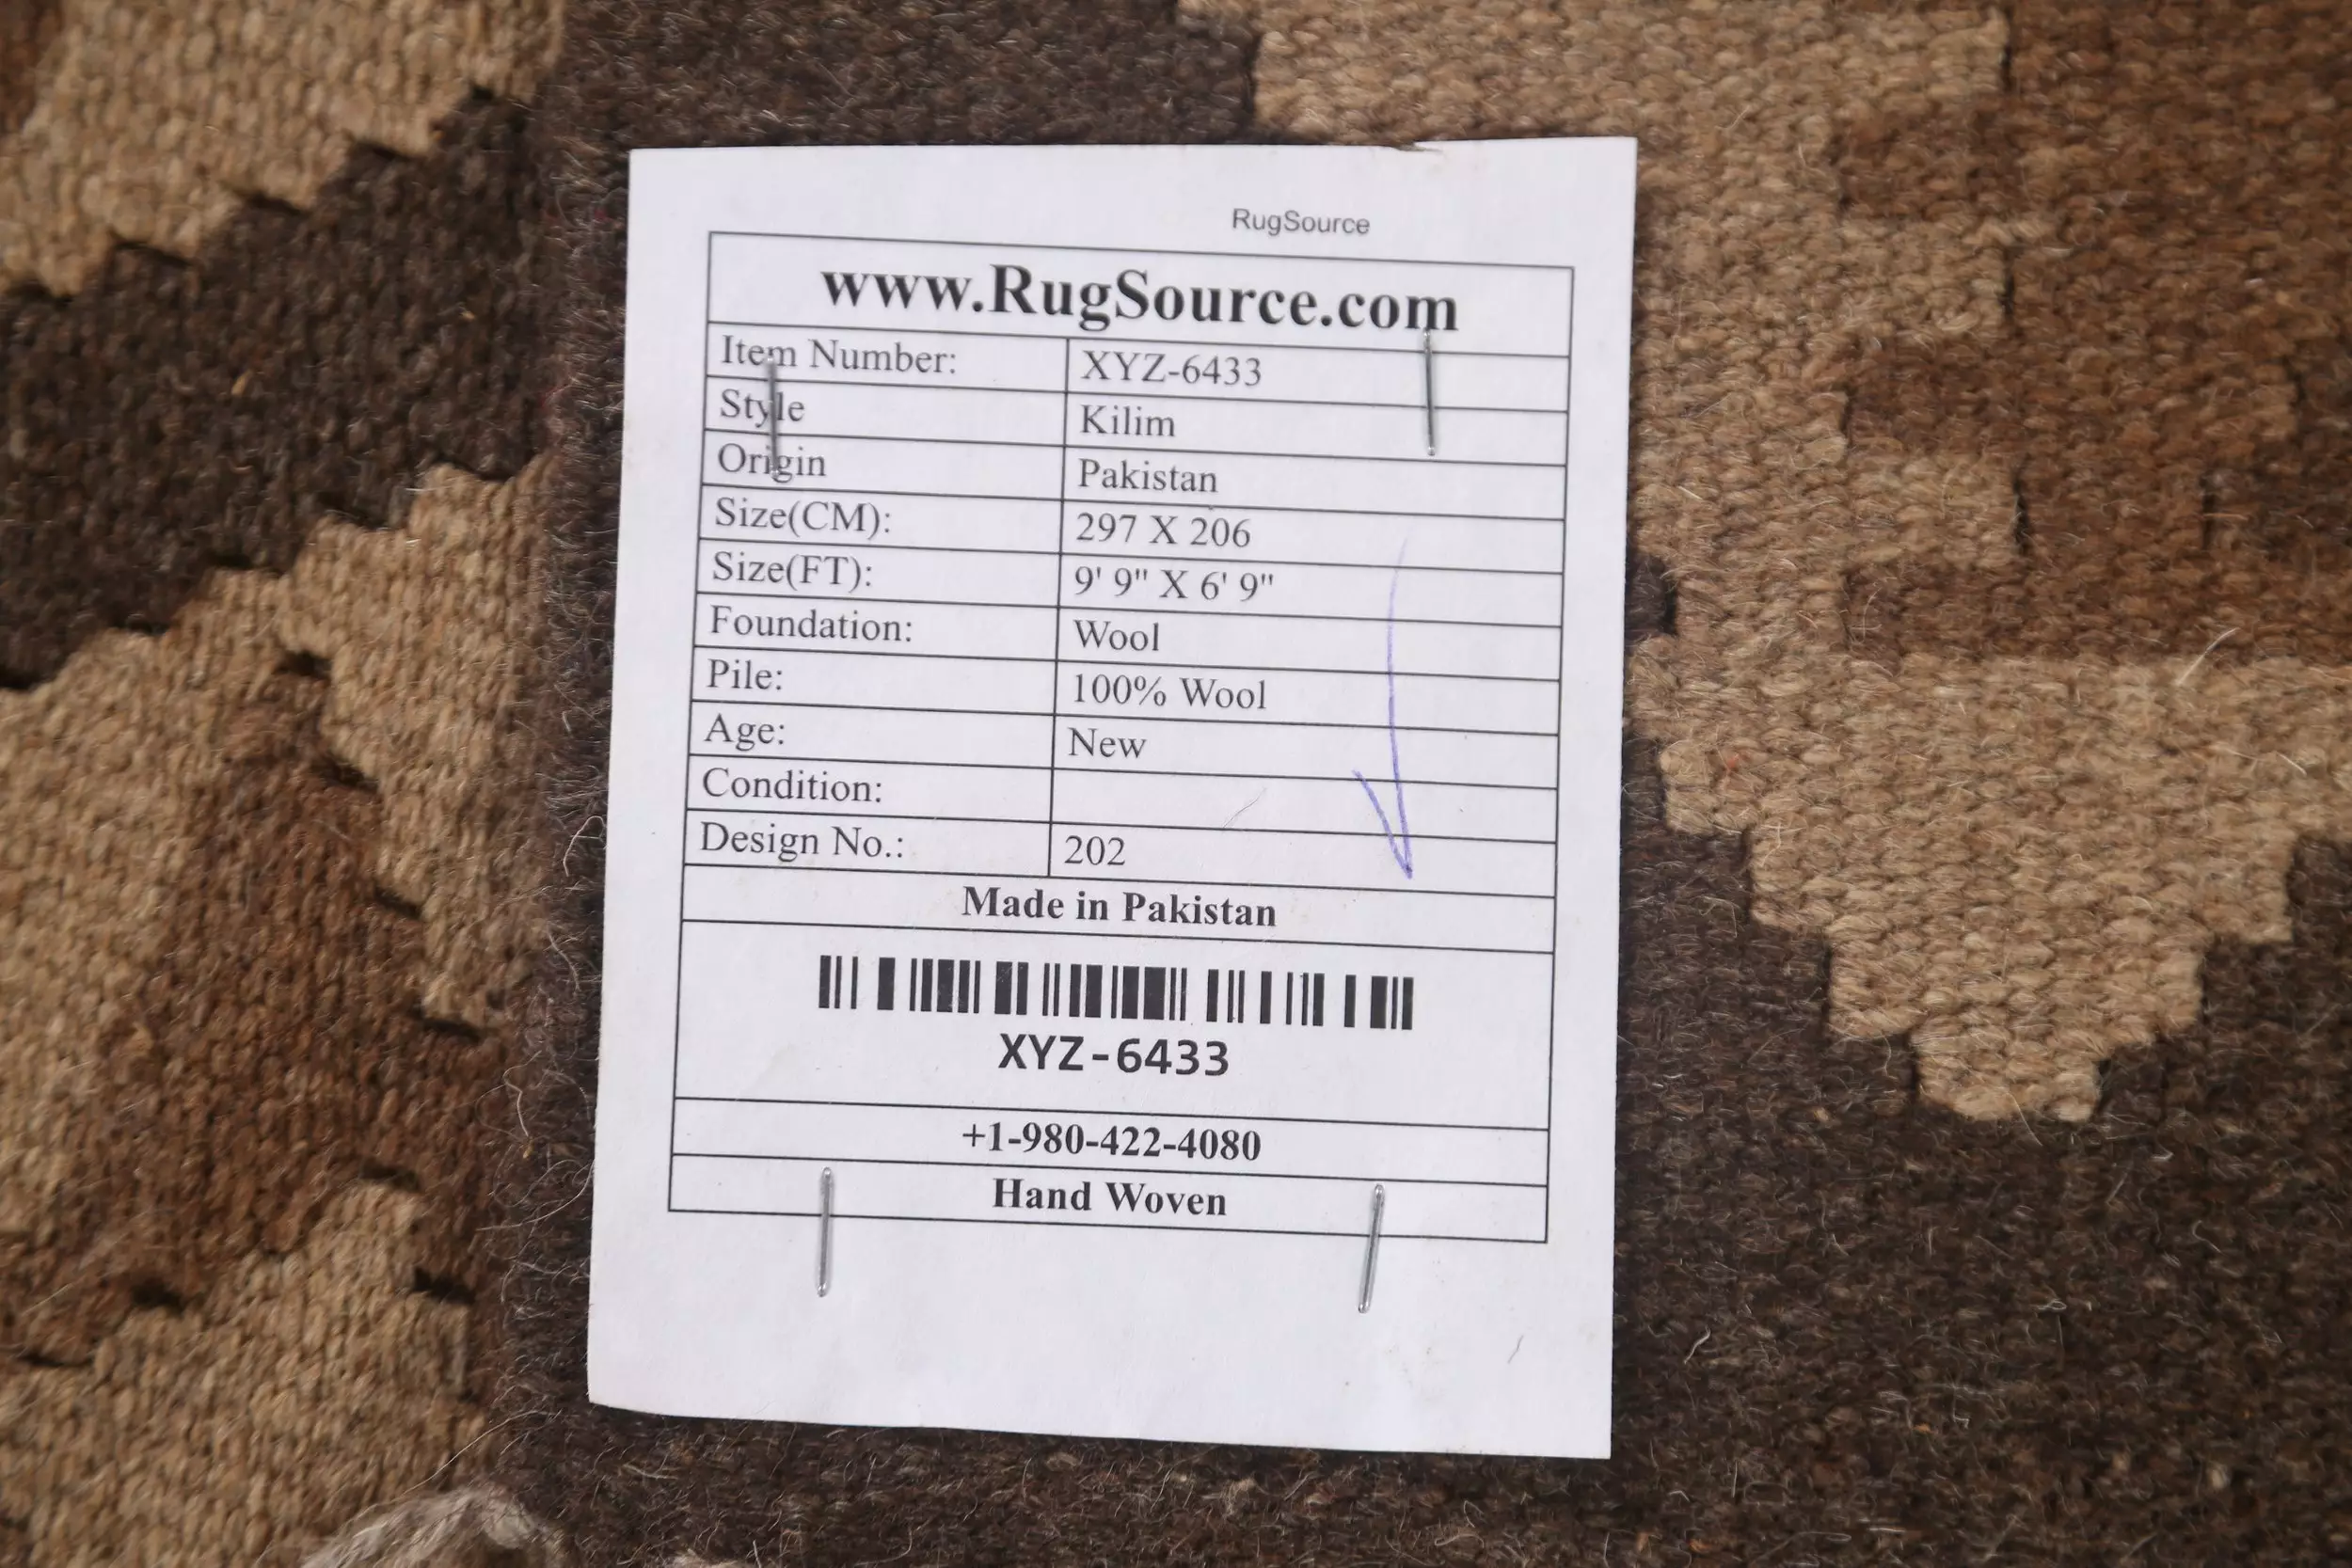 RugSource
www.RugSource.com
Item Number: XYZ-6433
Style Kilim
Origin Pakistan
Size(CM): 297 X 206
Size(FT): 9' 9" X 6' 9"
Foundation: Wool
Pile: 100% Wool
Age: New
Condition:
Design No.: 202
Made in Pakistan
XYZ-6433
+1-980-422-4080
Hand Woven